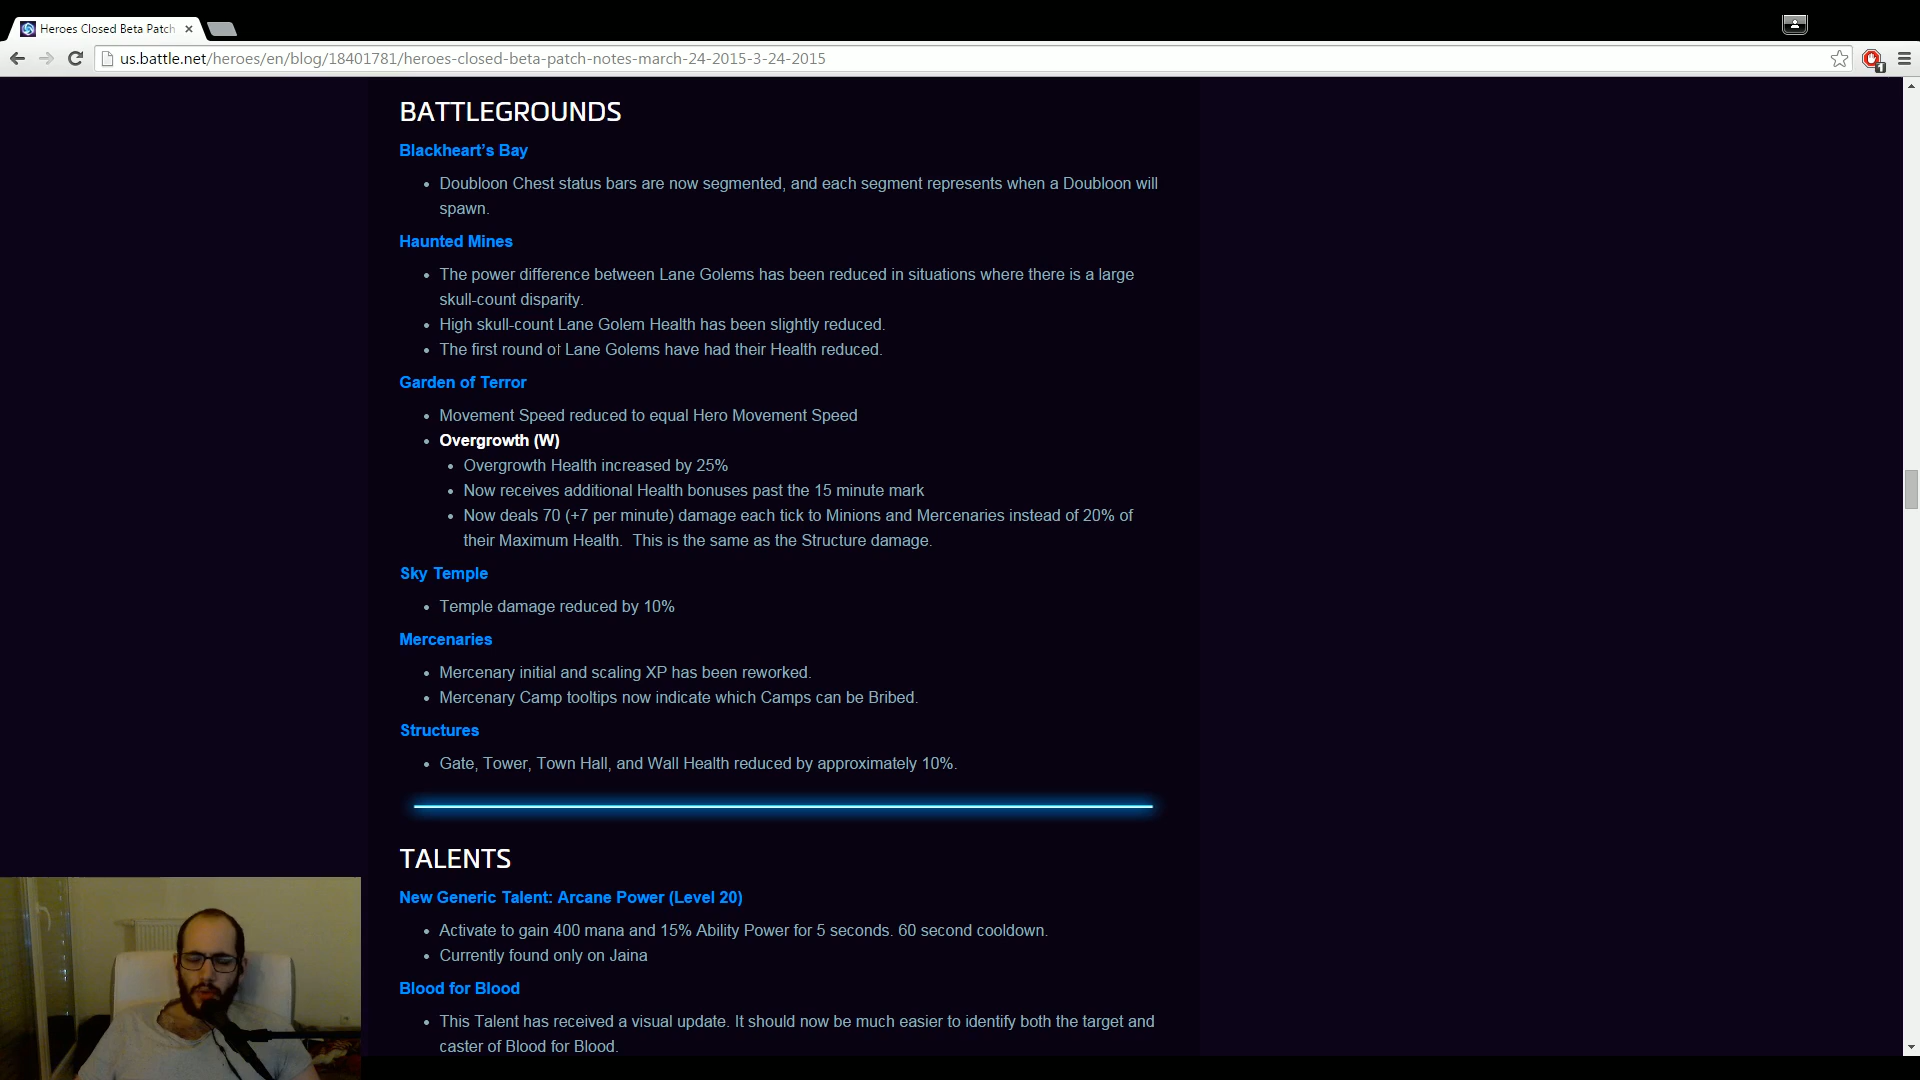 Heroes Closed Beta Patch
us.battle.net/heroes/en/blog/18401781/heroes-closed-beta-patch-notes-march-24-2015-3-24-2015
1
BATTLEGROUNDS
Blackheart's Bay
Doubloon Chest status bars are now segmented, and each segment represents when a Doubloon will
spawn.
Haunted Mines
The power difference between Lane Golems has been reduced in situations where there is a large
skull-count disparity.
High skull-count Lane Golem Health has been slightly reduced.
The first round of Lane Golems have had their Health reduced.
Garden of Terror
Movement Speed reduced to equal Hero Movement Speed
Overgrowth (W)
Overgrowth Health increased by 25%
Now receives additional Health bonuses past the 15 minute mark
Now deals 70 (+7 per minute) damage each tick to Minions and Mercenaries instead of 20% of
their Maximum Health.  This is the same as the Structure damage.
Sky Temple
Temple damage reduced by 10%
Mercenaries
Mercenary initial and scaling XP has been reworked.
Mercenary Camp tooltips now indicate which Camps can be Bribed.
Structures
Gate, Tower, Town Hall, and Wall Health reduced by approximately 10%.
TALENTS
New Generic Talent: Arcane Power (Level 20)
Activate to gain 400 mana and 15% Ability Power for 5 seconds. 60 second cooldown.
Currently found only on Jaina
Blood for Blood
This Talent has received a visual update. It should now be much easier to identify both the target and
caster of Blood for Blood.